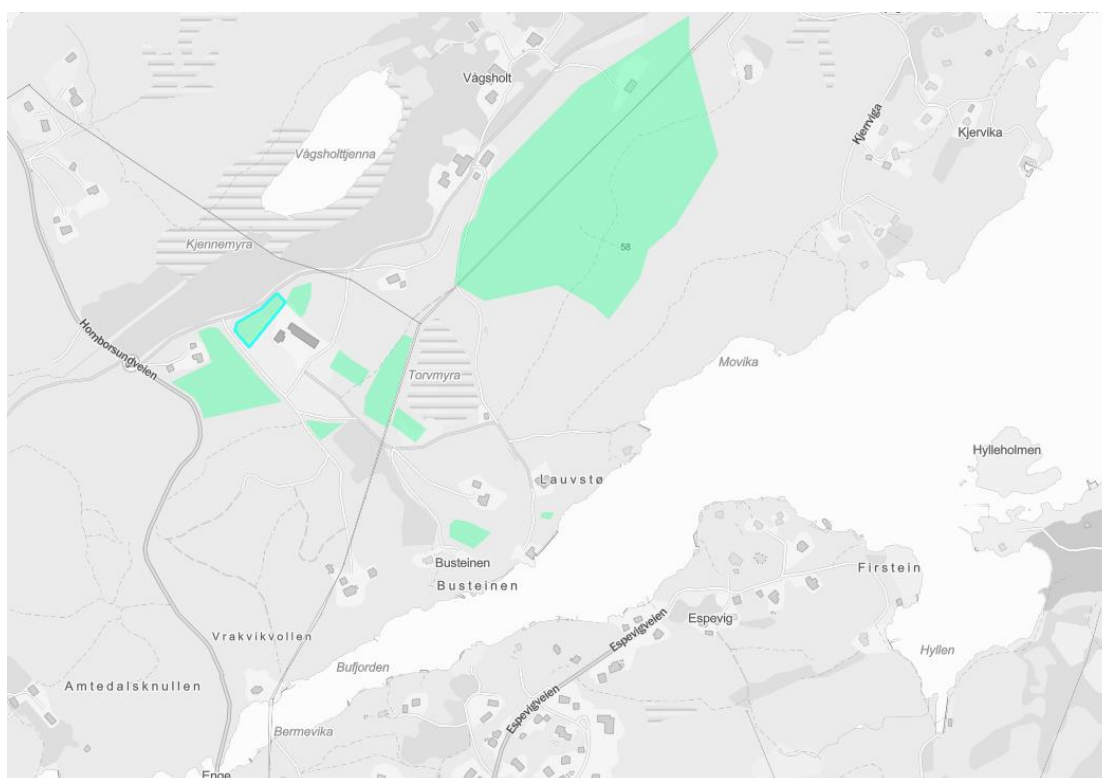 Vågsholt
Vågsholttjenna
Kjerrviga
Kjervika
Kjennemyra
58
Homborsundveien
Movika
Torvmyra
Hylleholmen
Lauvstø
Busteinen
Busteinen
Firstein
Espevigveien
Espevig
Vrakvikvollen
Bufjorden
Hyllen
Amtedalsknullen
Espevigveien
Bermevika
Enge